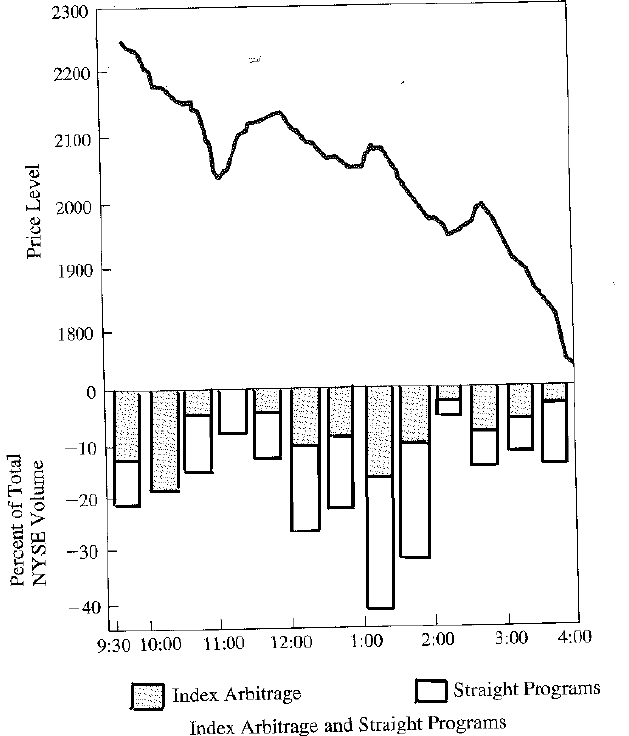 2300
2200
2100
2000
1900
1800
Price Level
0
−10
−20
−30
−40
Percent of Total
NYSE Volume
9:30 10:00 11:00 12:00 1:00 2:00 3:00 4:00
Index Arbitrage
Straight Programs
Index Arbitrage and Straight Programs